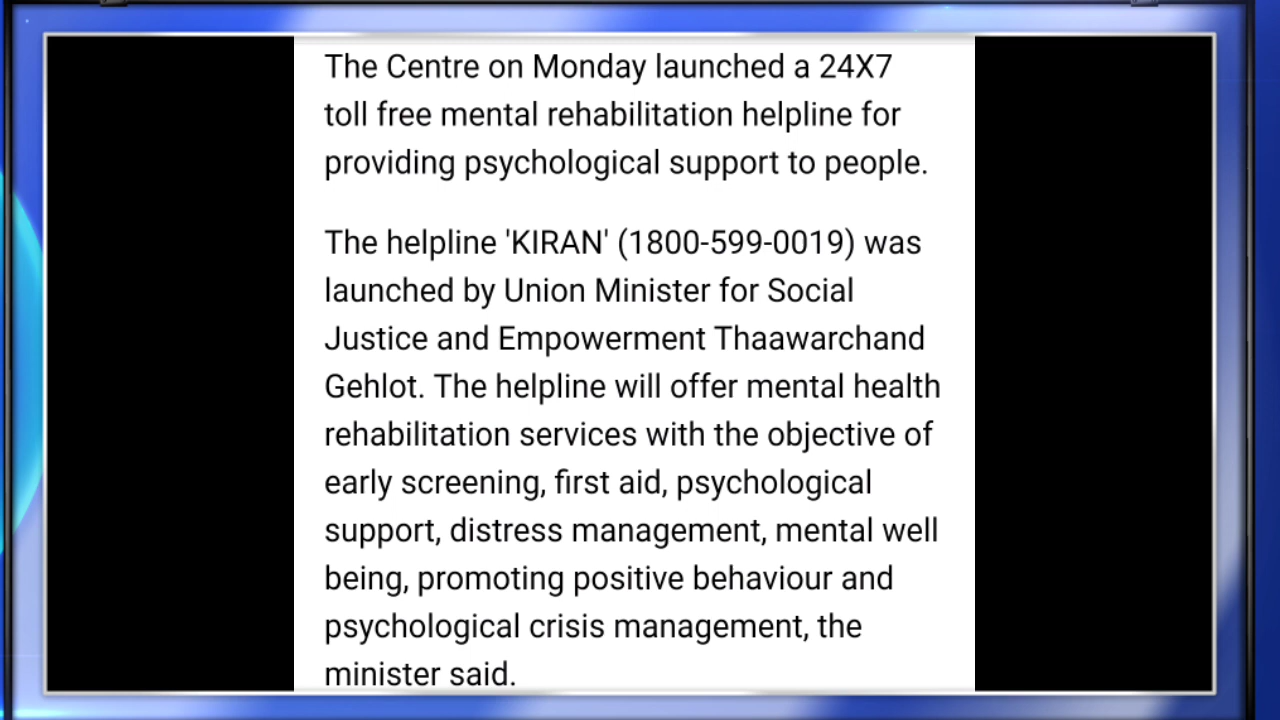 The Centre on Monday launched a 24X7
toll free mental rehabilitation helpline for
providing psychological support to people.
The helpline 'KIRAN' (1800-599-0019) was
launched by Union Minister for Social
Justice and Empowerment Thaawarchand
Gehlot. The helpline will offer mental health
rehabilitation services with the objective of
early screening, first aid, psychological
support, distress management, mental well
being, promoting positive behaviour and
psychological crisis management, the
minister said.